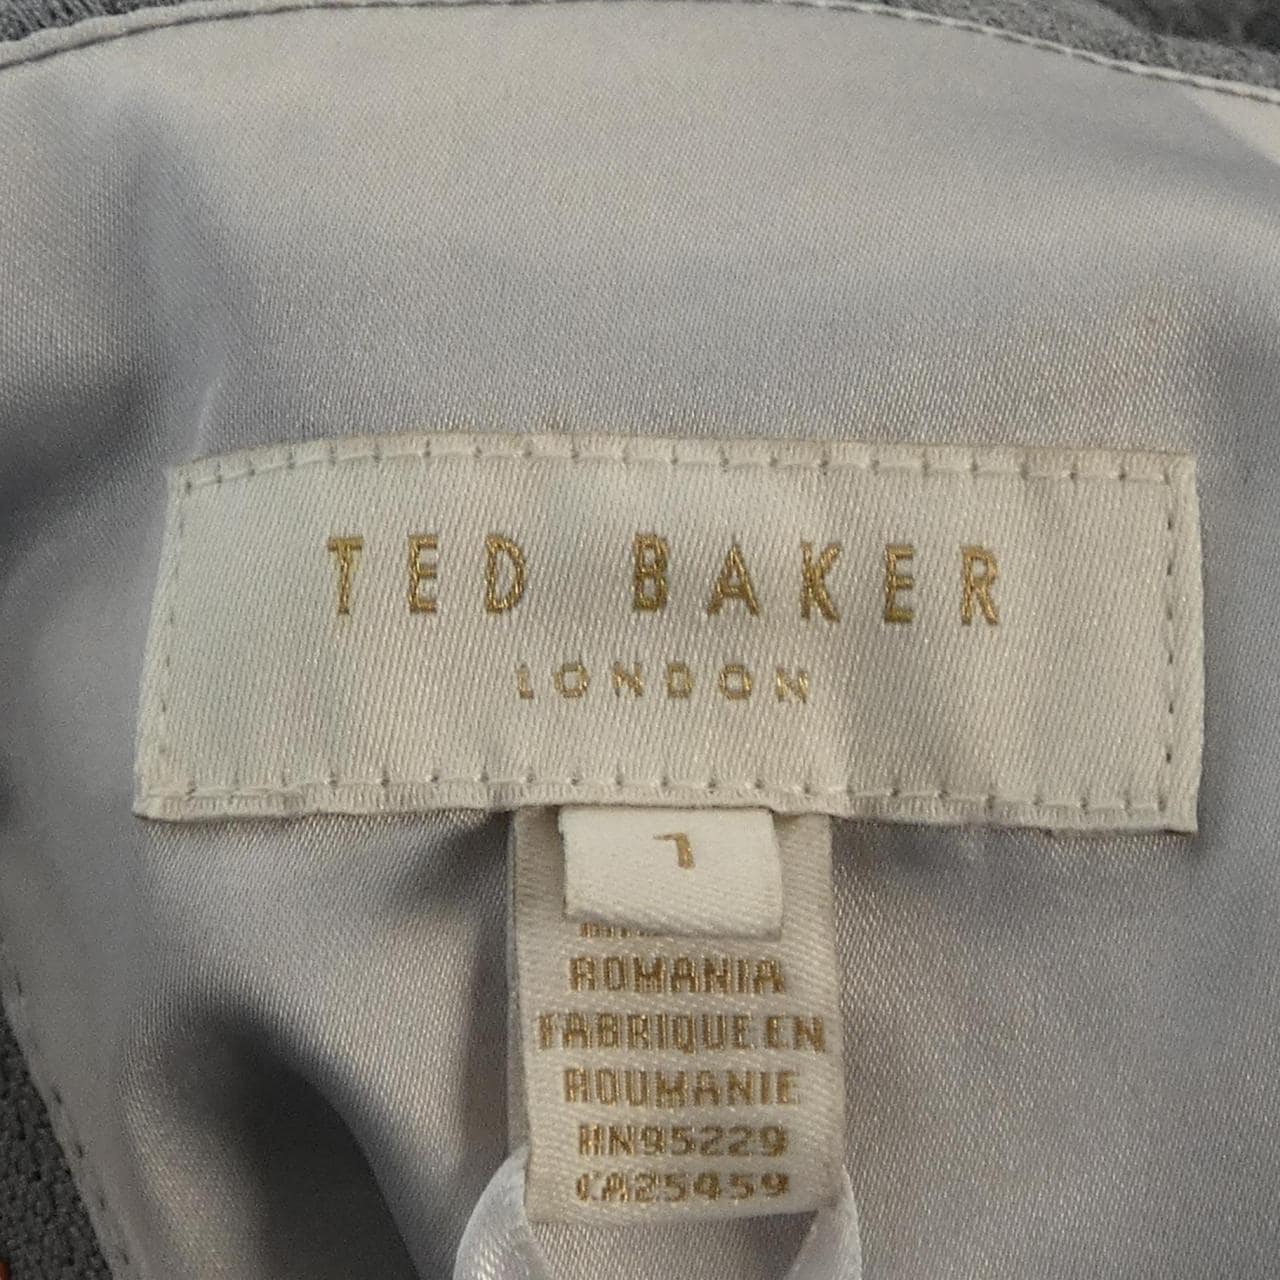 TED BAKER
LONDON
1
ROMANIA
FABRIQUE EN
ROUMANIE
RN95229
CA25459